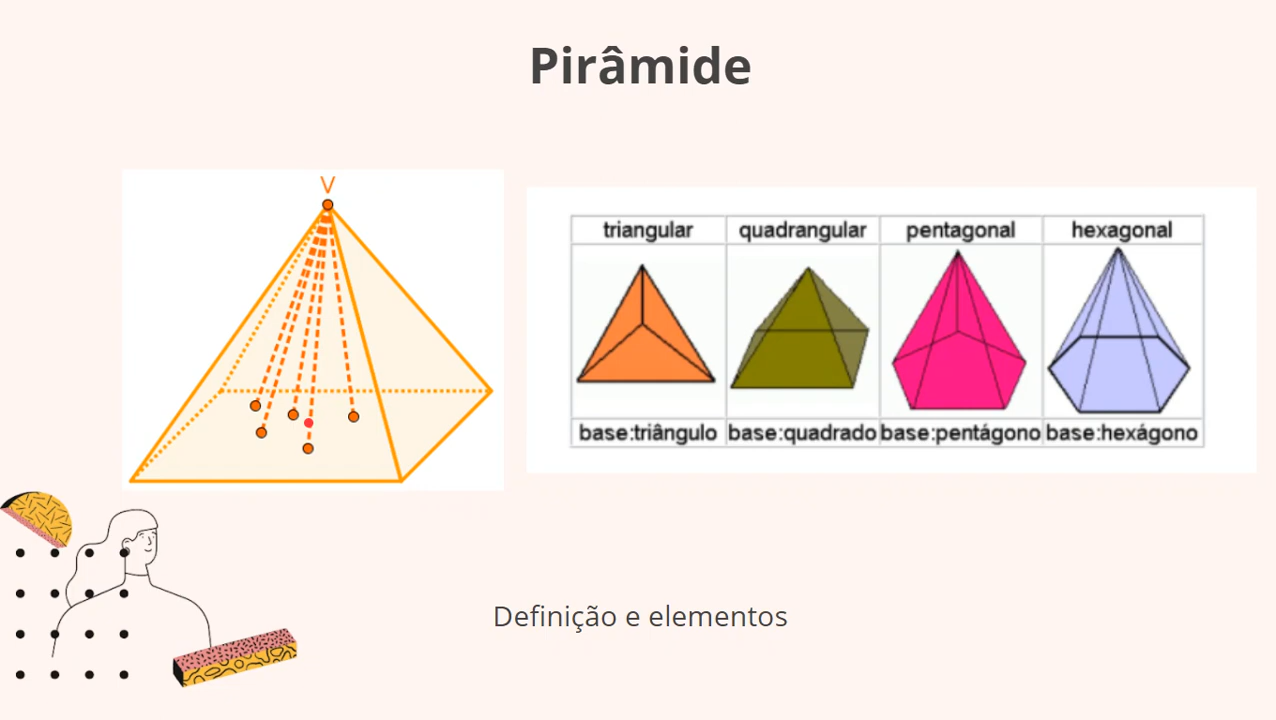 Pirâmide
V
triangular quadrangular pentagonal hexagonal
base:triângulo base:quadrado base:pentágono base:hexágono
Definição e elementos